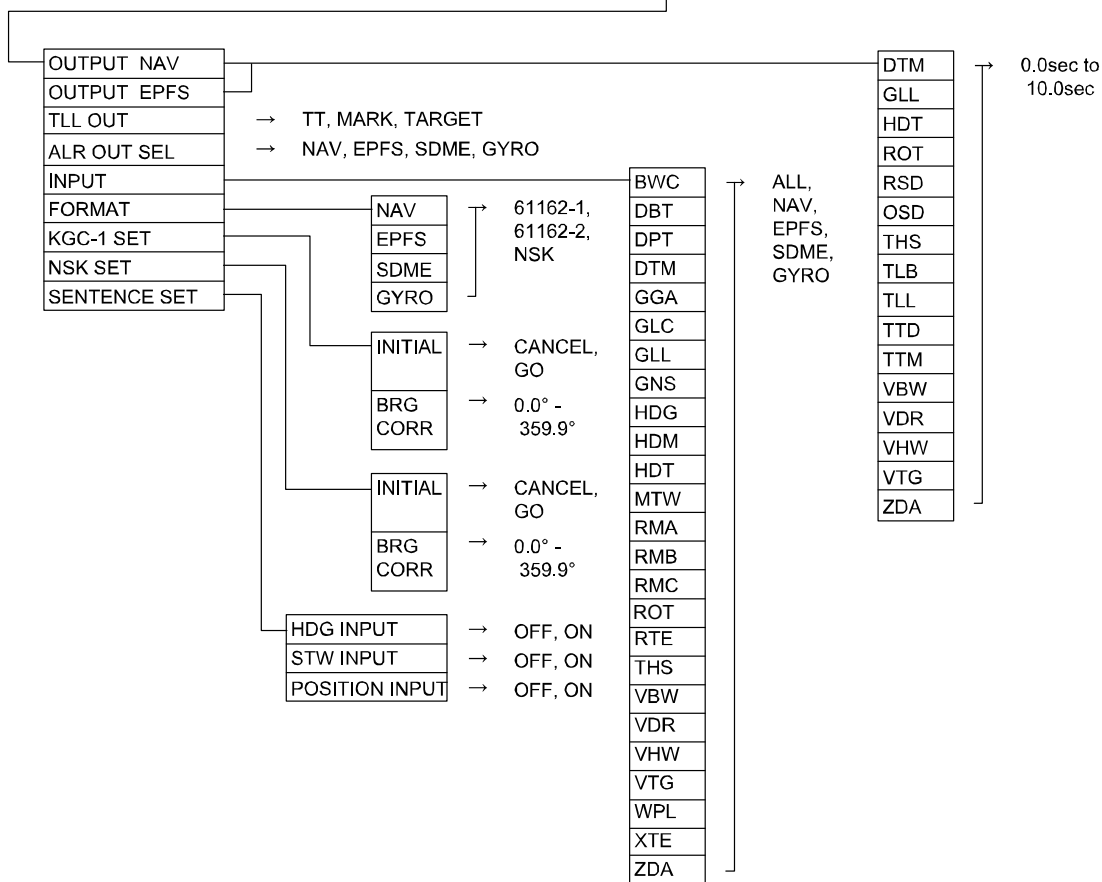 OUTPUT NAV
OUTPUT EPFS
TLL OUT → TT, MARK, TARGET
ALR OUT SEL → NAV, EPFS, SDME, GYRO
INPUT
FORMAT
KGC-1 SET
NSK SET
SENTENCE SET
NAV → 61162-1,
EPFS 61162-2,
SDME NSK
GYRO
INITIAL → CANCEL,
GO
BRG → 0.0° -
CORR 359.9°
INITIAL → CANCEL,
GO
BRG → 0.0° -
CORR 359.9°
HDG INPUT → OFF, ON
STW INPUT → OFF, ON
POSITION INPUT → OFF, ON
BWC → ALL,
DBT NAV,
DPT EPFS,
DTM SDME,
GGA GYRO
GLC
GLL
GNS
HDG
HDM
HDT
MTW
RMA
RMB
RMC
ROT
RTE
THS
VBW
VDR
VHW
VTG
WPL
XTE
ZDA
DTM → 0.0sec to
GLL 10.0sec
HDT
ROT
RSD
OSD
THS
TLB
TLL
TTD
TTM
VBW
VDR
VHW
VTG
ZDA